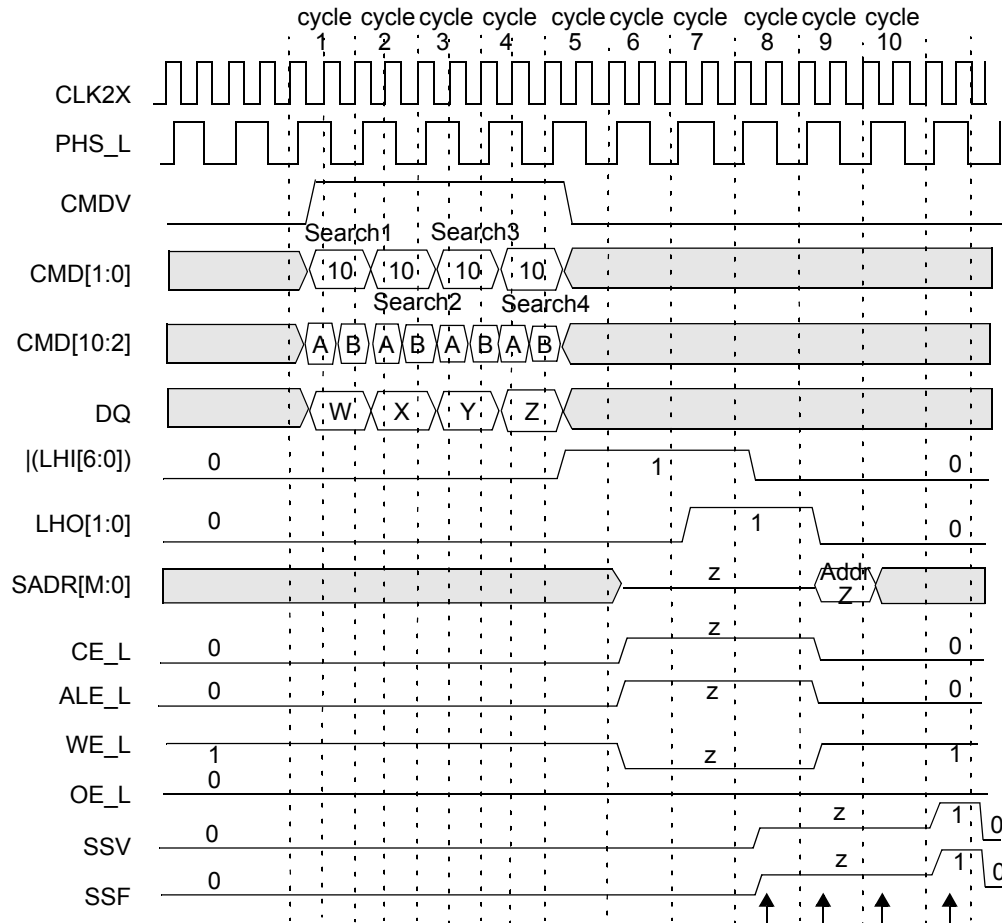 cycle cycle cycle cycle cycle cycle cycle cycle cycle cycle
1 2 3 4 5 6 7 8 9 10
CLK2X
PHS_L
CMDV
Search1 Search3
CMD[1:0] 10 10 10 10
Search2 Search4
CMD[10:2] A B A B A B A B
DQ W X Y Z
|(LHI[6:0]) 0 1 0
LHO[1:0] 0 1 0
SADR[M:0] z Addr
Z
CE_L 0 z 0
ALE_L 0 z 0
WE_L 1 z 1
OE_L 0
SSV 0 z 1 0
SSF 0 z 1 0